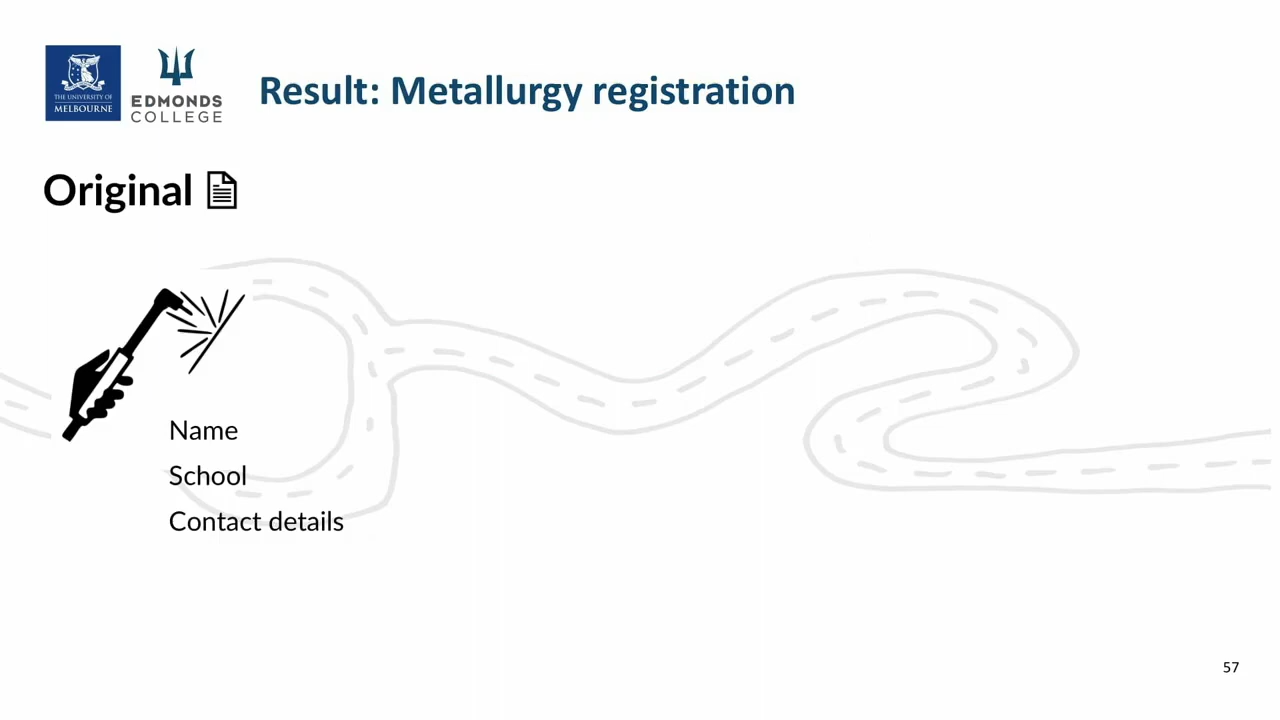 THE UNIVERSITY OF
MELBOURNE
EDMONDS
COLLEGE
Result: Metallurgy registration
Original
Name
School
Contact details
57